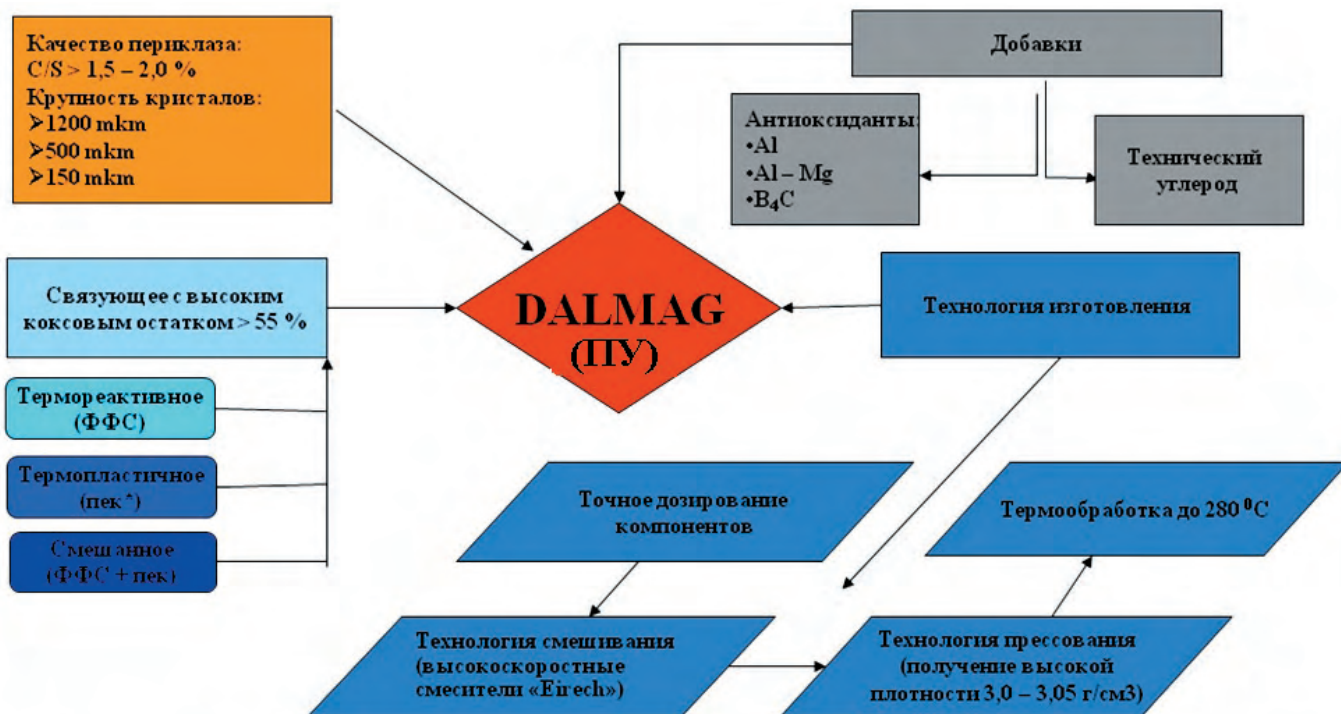 Качество периклаза:
C/S > 1,5 – 2,0 %
Крупность кристалов:
➢1200 mkm
➢500 mkm
➢150 mkm
Добавки
Антиоксиданты:
•Al
•Al – Mg
•B₄C
Технический
углерод
Связующее с высоким
коксовым остатком > 55 %
DALMAG
(ПУ)
Технология изготовления
Термореактивное
(ФФС)
Термопластичное
(пек*)
Смешанное
(ФФС + пек)
Точное дозирование
компонентов
Термообработка до 280 ⁰С
Технология смешивания
(высокоскоростные
смесители «Eirech»)
Технология прессования
(получение высокой
плотности 3,0 – 3,05 г/см3)